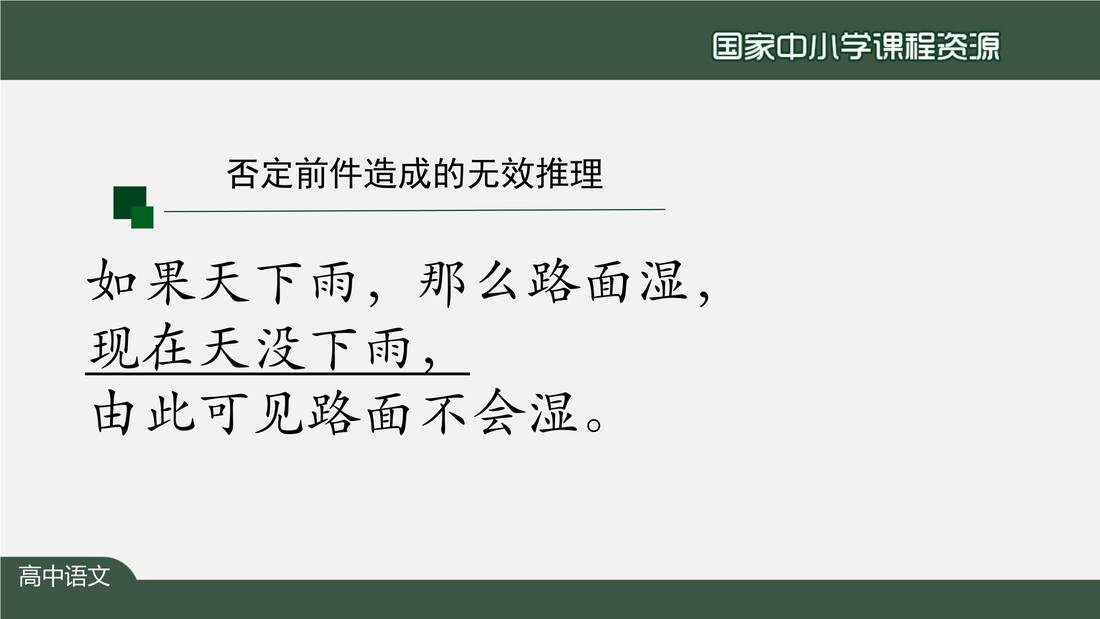 国家中小学课程资源
否定前件造成的无效推理
如果天下雨，那么路面湿，
现在天没下雨，
由此可见路面不会湿。
高中语文